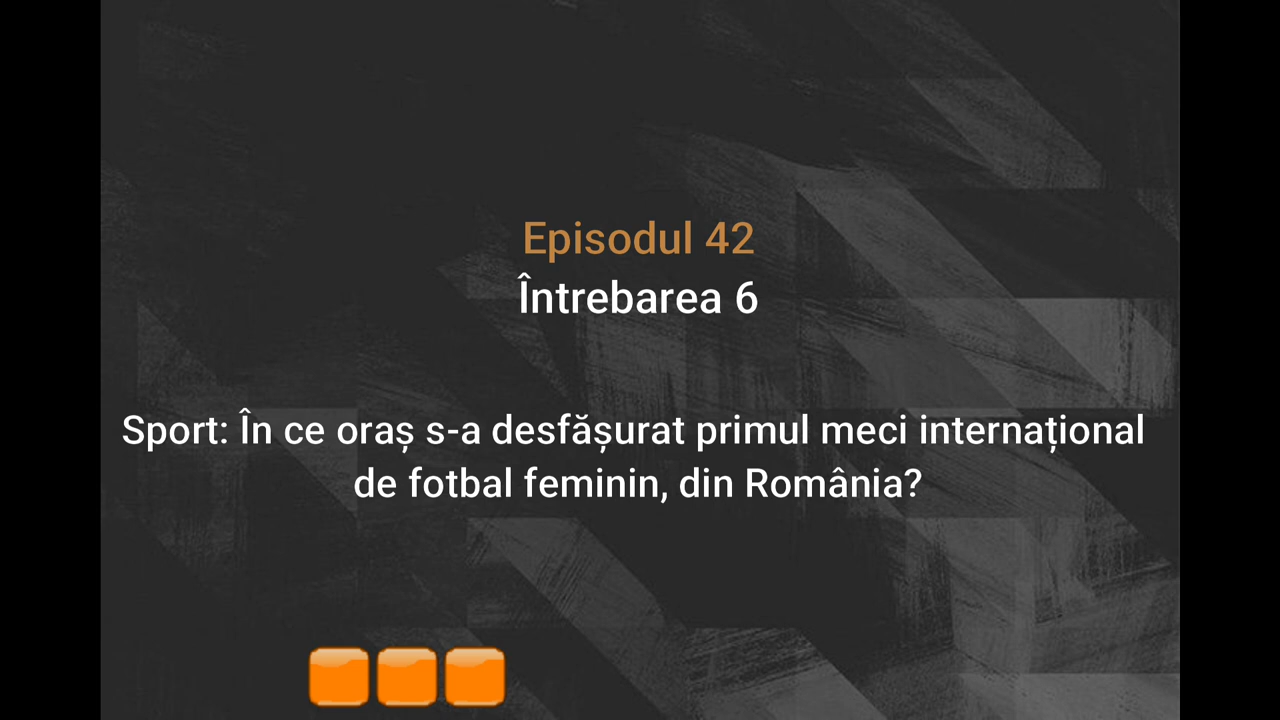 Episodul 42
Întrebarea 6
Sport: În ce oraș s-a desfășurat primul meci internațional
de fotbal feminin, din România?